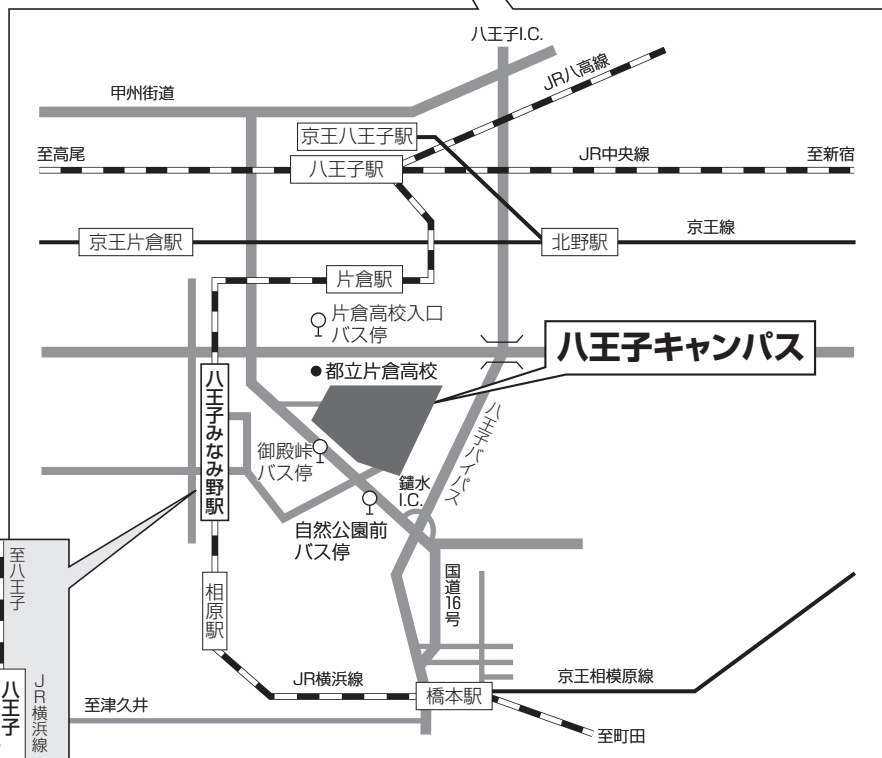 八王子I.C.
JR八高線
甲州街道
京王八王子駅
至高尾
八王子駅
JR中央線
至新宿
京王片倉駅
北野駅
京王線
片倉駅
片倉高校入口
バス停
八王子キャンパス
都立片倉高校
八王子みなみ野駅
八王子バイパス
御殿峠
バス停
鑓水
I.C.
自然公園前
バス停
至八王子
相原駅
国道16号
JR横浜線
八王子
JR横浜線
橋本駅
京王相模原線
至津久井
至町田